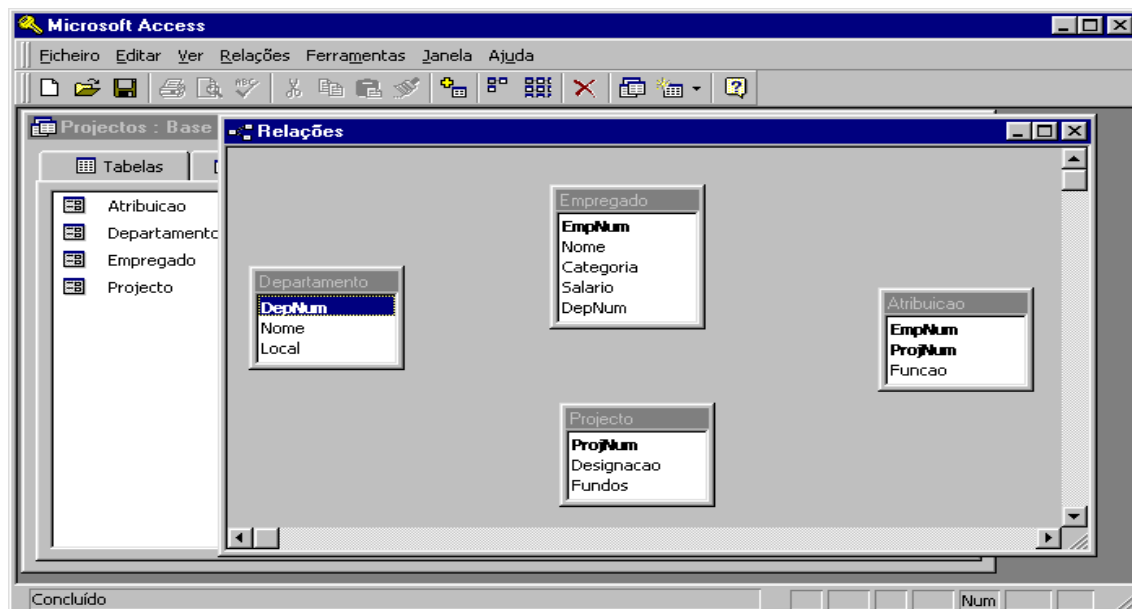 Microsoft Access
Ficheiro Editar Ver Relações Ferramentas Janela Ajuda
Projectos : Base
Relações
Tabelas
Atribuicao
Departamento
Empregado
Projecto
Departamento
DepNum
Nome
Local
Empregado
EmpNum
Nome
Categoria
Salario
DepNum
Projecto
ProjNum
Designacao
Fundos
Atribuicao
EmpNum
ProjNum
Funcao
Concluído
Num